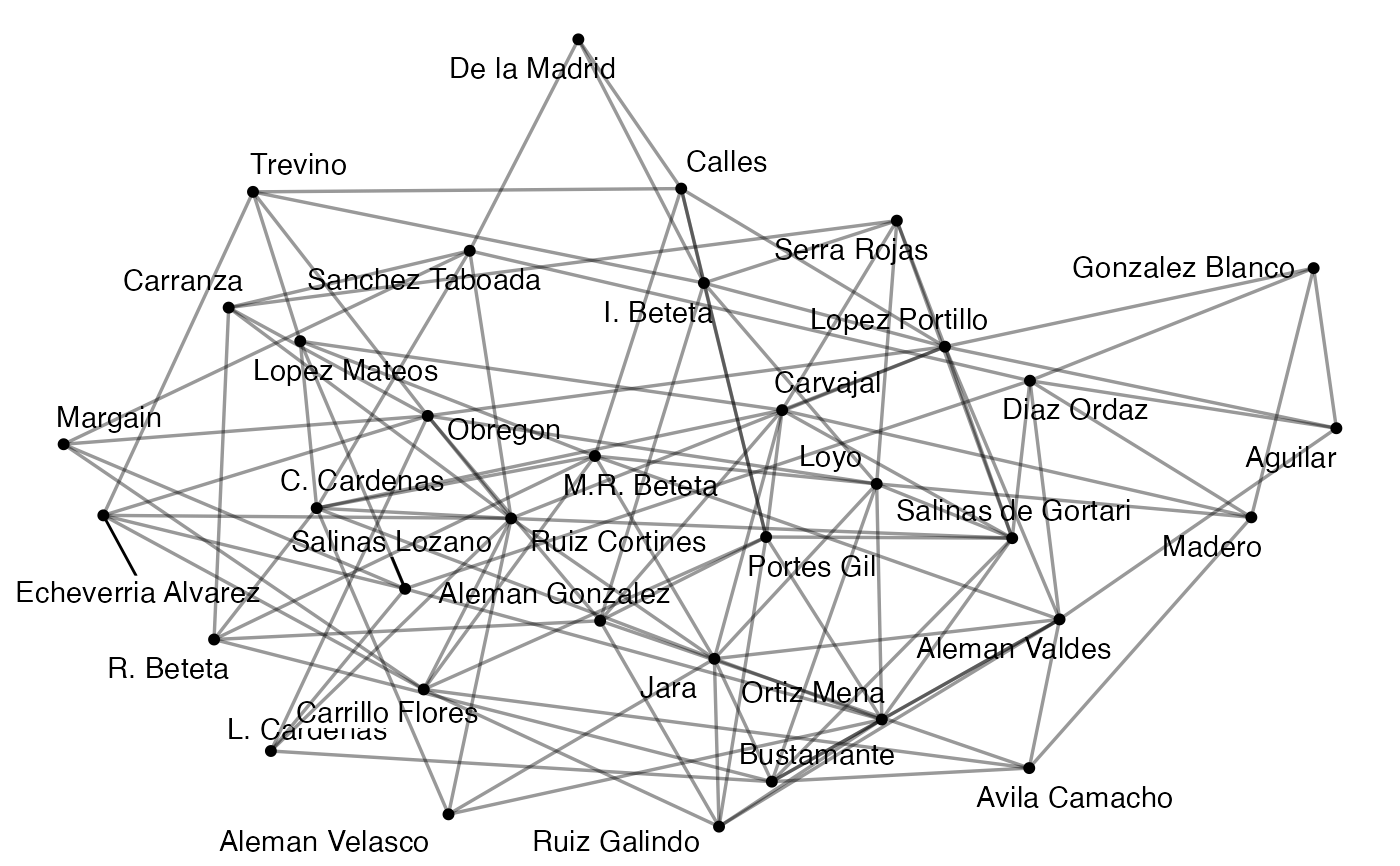 De la Madrid
Trevino
Calles
Serra Rojas
Gonzalez Blanco
Carranza
Sanchez Taboada
I. Beteta
Lopez Portillo
Lopez Mateos
Carvajal
Diaz Ordaz
Margain
Obregon
Loyo
Aguilar
C. Cardenas
M.R. Beteta
Salinas de Gortari
Salinas Lozano
Ruiz Cortines
Madero
Portes Gil
Echeverria Alvarez
Aleman Gonzalez
Aleman Valdes
R. Beteta
Jara
Ortiz Mena
Carrillo Flores
L. Cardenas
Bustamante
Avila Camacho
Aleman Velasco
Ruiz Galindo